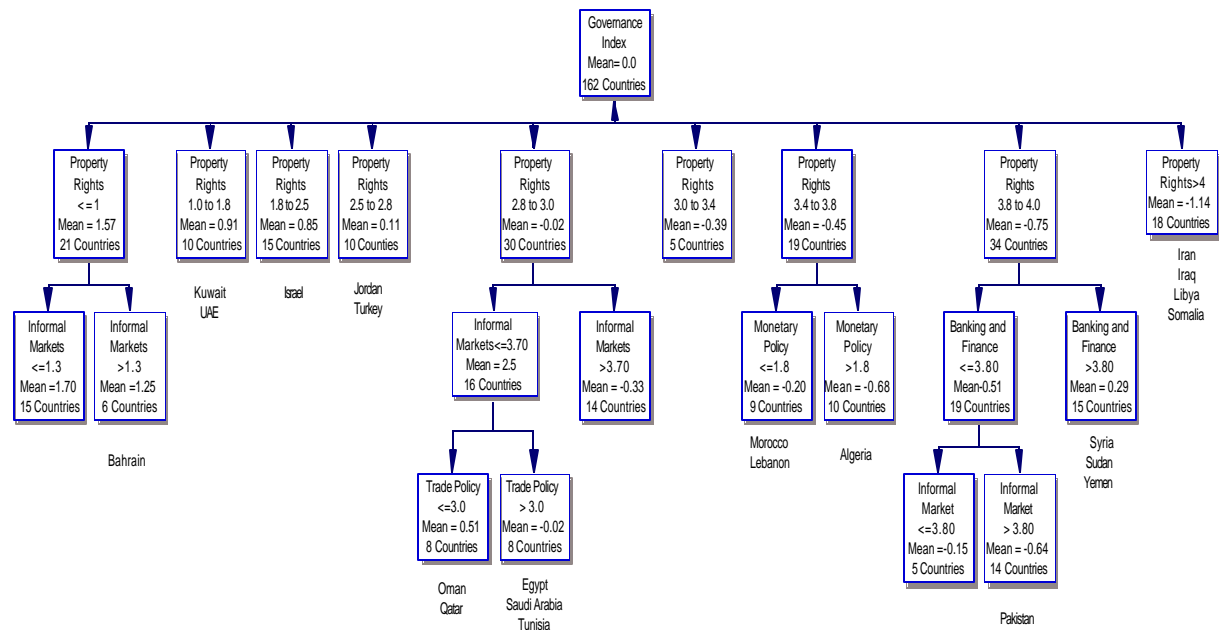 Governance
Index
Mean= 0.0
162 Countries
Property
Rights
<= 1
Mean = 1.57
21 Countries
Property
Rights
1.0 to 1.8
Mean = 0.91
10 Countries
Property
Rights
1.8 to 2.5
Mean = 0.85
15 Countries
Property
Rights
2.5 to 2.8
Mean = 0.11
10 Counties
Property
Rights
2.8 to 3.0
Mean = -0.02
30 Countries
Property
Rights
3.0 to 3.4
Mean = -0.39
5 Countries
Property
Rights
3.4 to 3.8
Mean = -0.45
19 Countries
Property
Rights
3.8 to 4.0
Mean = -0.75
34 Countries
Property
Rights>4
Mean = -1.14
18 Countries
Kuwait
UAE
Israel
Jordan
Turkey
Iran
Iraq
Libya
Somalia
Informal
Markets
<=1.3
Mean =1.70
15 Countries
Informal
Markets
>1.3
Mean =1.25
6 Countries
Informal
Markets<=3.70
Mean = 2.5
16 Countries
Informal
Markets
>3.70
Mean = -0.33
14 Countries
Monetary
Policy
<=1.8
Mean = -0.20
9 Countries
Monetary
Policy
>1.8
Mean = -0.68
10 Countries
Banking and
Finance
<=3.80
Mean-0.51
19 Countries
Banking and
Finance
>3.80
Mean = 0.29
15 Countries
Bahrain
Morocco
Lebanon
Algeria
Syria
Sudan
Yemen
Trade Policy
<=3.0
Mean = 0.51
8 Countries
Trade Policy
> 3.0
Mean = -0.02
8 Countries
Informal
Market
<=3.80
Mean =-0.15
5 Countries
Informal
Market
> 3.80
Mean = -0.64
14 Countries
Oman
Qatar
Egypt
Saudi Arabia
Tunisia
Pakistan